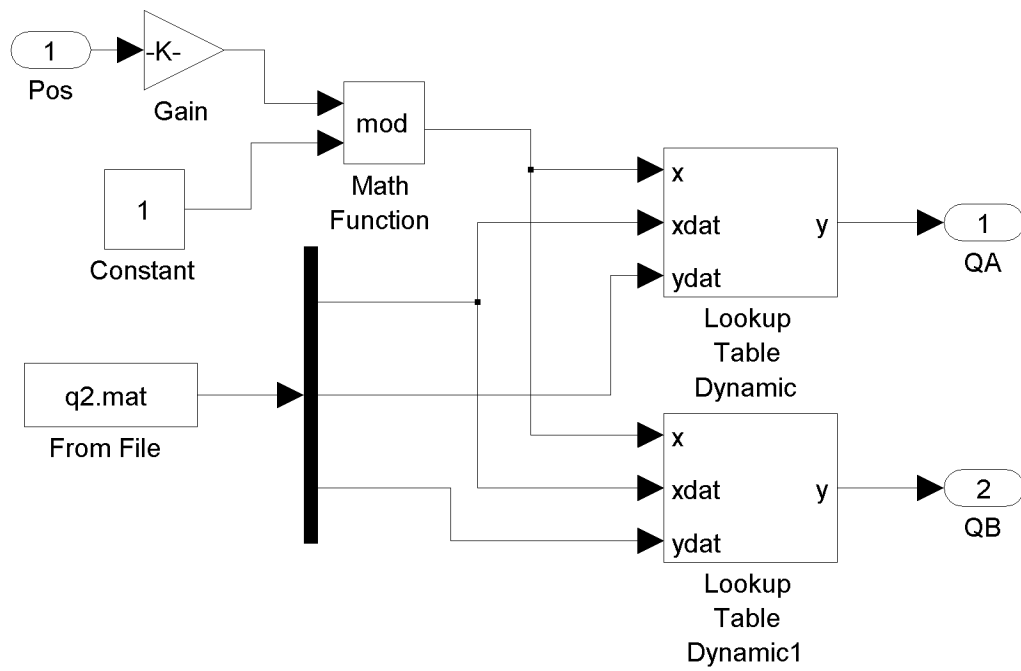 1
Pos
-K-
Gain
mod
Math
Function
1
Constant
x
xdat
y
ydat
Lookup
Table
Dynamic
1
QA
q2.mat
From File
x
xdat
y
ydat
Lookup
Table
Dynamic1
2
QB